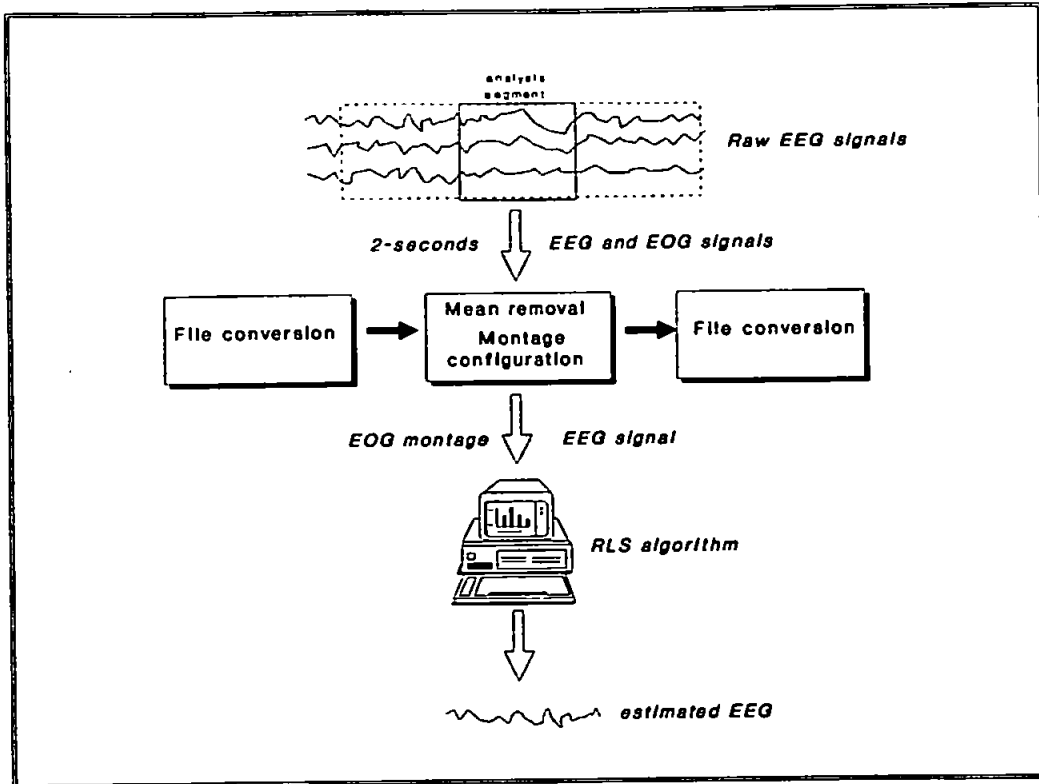 analysis
segment
Raw EEG signals
2-seconds EEG and EOG signals
File conversion
Mean removal
Montage
configuration
File conversion
EOG montage EEG signal
RLS algorithm
estimated EEG